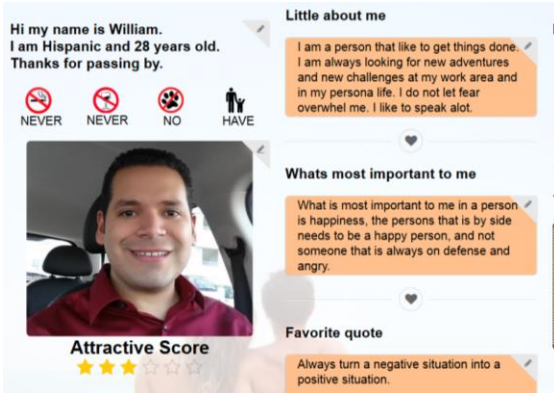 Hi my name is William.
I am Hispanic and 28 years old.
Thanks for passing by.
NEVER
NEVER
NO
HAVE
Attractive Score
Little about me
I am a person that like to get things done.
I am always looking for new adventures
and new challenges at my work area and
in my persona life. I do not let fear
overwhel me. I like to speak alot.
Whats most important to me
What is most important to me in a person
is happiness, the persons that is by side
needs to be a happy person, and not
someone that is always on defense and
angry.
Favorite quote
Always turn a negative situation into a
positive situation.